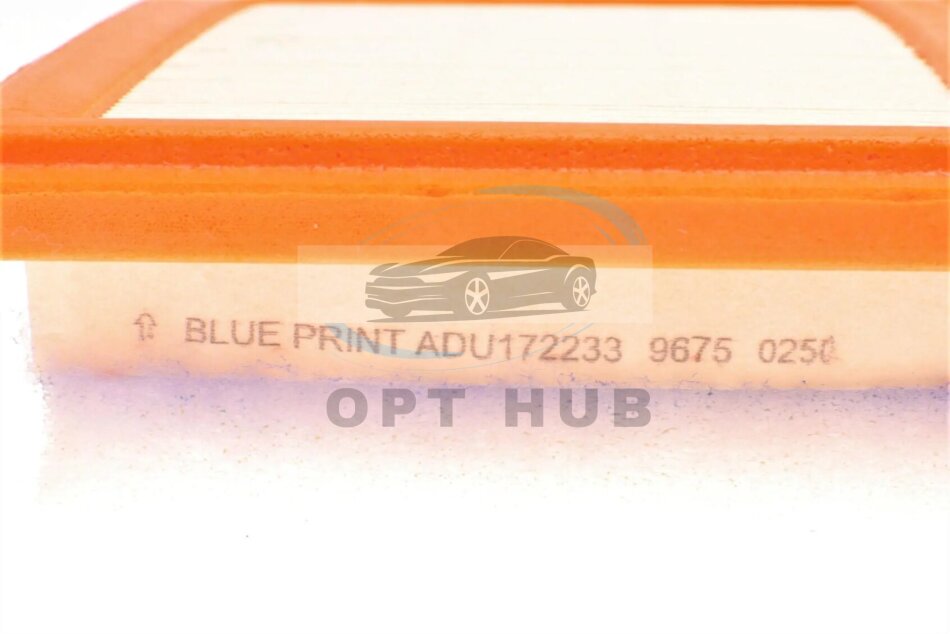 ⇧ BLUE PRINT ADU172233 9675 0250
OPT HUB